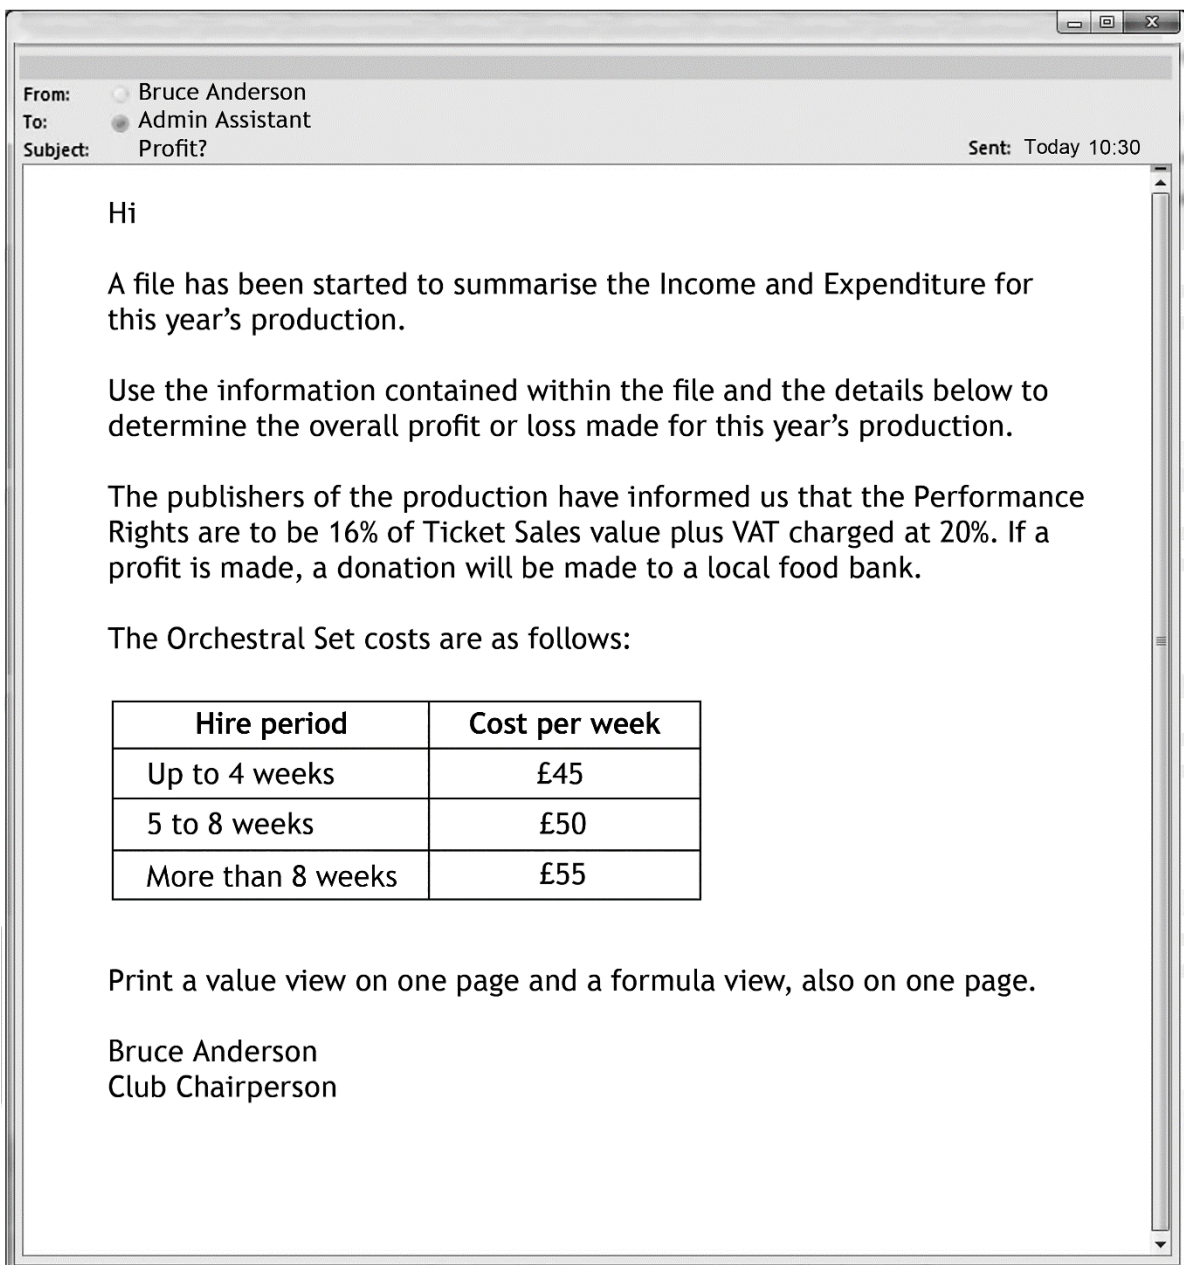 From: Bruce Anderson
To: Admin Assistant
Subject: Profit? Sent: Today 10:30
Hi
A file has been started to summarise the Income and Expenditure for
this year's production.
Use the information contained within the file and the details below to
determine the overall profit or loss made for this year's production.
The publishers of the production have informed us that the Performance
Rights are to be 16% of Ticket Sales value plus VAT charged at 20%. If a
profit is made, a donation will be made to a local food bank.
The Orchestral Set costs are as follows:
Hire period Cost per week
Up to 4 weeks £45
5 to 8 weeks £50
More than 8 weeks £55
Print a value view on one page and a formula view, also on one page.
Bruce Anderson
Club Chairperson